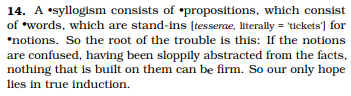 14. A •syllogism consists of •propositions, which consist
of •words, which are stand-ins [tesserae, literally = 'tickets'] for
•notions. So the root of the trouble is this: If the notions
are confused, having been sloppily abstracted from the facts,
nothing that is built on them can be firm. So our only hope
lies in true induction.